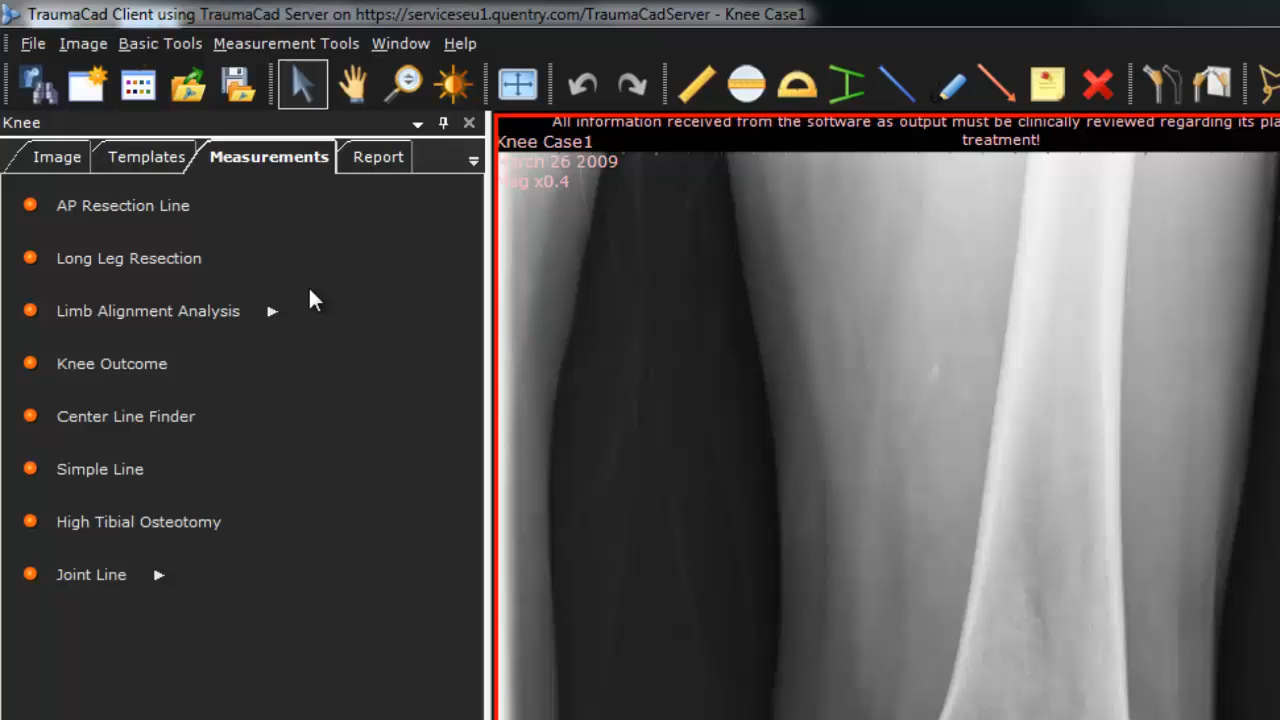 TraumaCad Client using TraumaCad Server on https://serviceseu1.quentry.com/TraumaCadServer - Knee Case1
File Image Basic Tools Measurement Tools Window Help
Knee
Image Templates Measurements Report
AP Resection Line
Long Leg Resection
Limb Alignment Analysis
Knee Outcome
Center Line Finder
Simple Line
High Tibial Osteotomy
Joint Line
All information received from the software as output must be clinically reviewed regarding its
treatment!
Knee Case1
March 26 2009
Mag x0.4